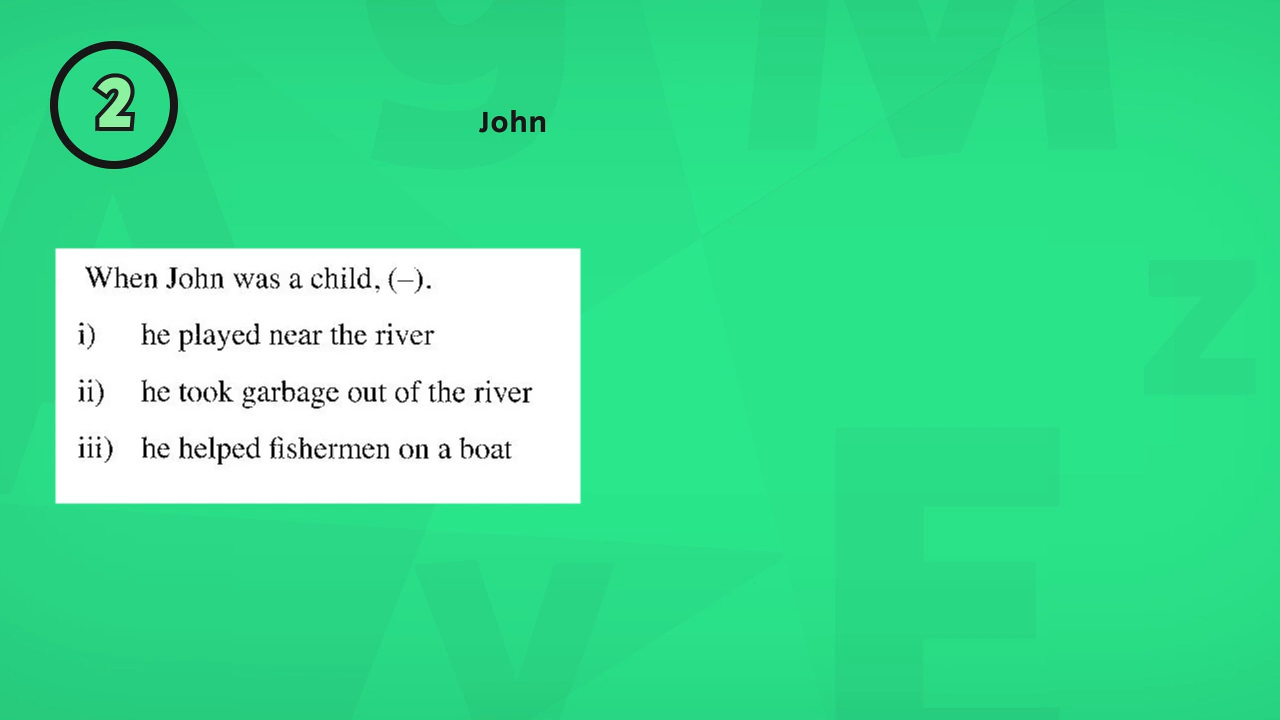 2
John
When John was a child, (–).
i) he played near the river
ii) he took garbage out of the river
iii) he helped fishermen on a boat